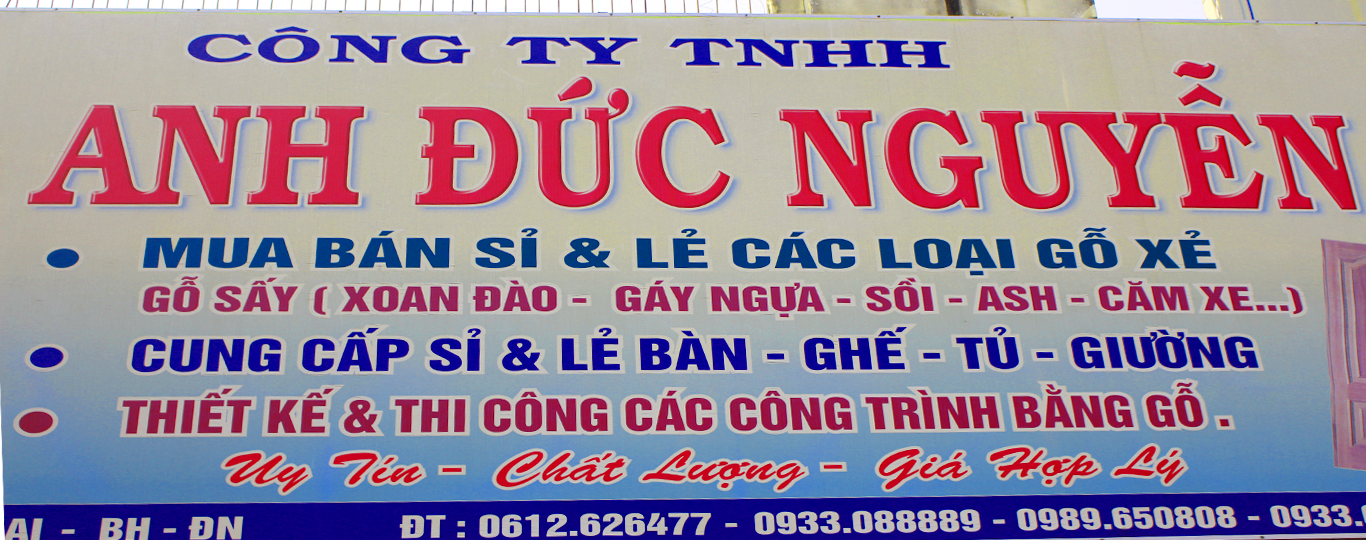 CÔNG TY TNHH
ANH ĐỨC NGUYỄN
• MUA BÁN SỈ & LẺ CÁC LOẠI GỖ XẺ
GỖ SẤY ( XOAN ĐÀO - GÁY NGỰA - SỒI - ASH - CĂM XE...)
• CUNG CẤP SỈ & LẺ BÀN - GHẾ - TỦ - GIƯỜNG
• THIẾT KẾ & THI CÔNG CÁC CÔNG TRÌNH BẰNG GỖ .
Uy Tín - Chất Lượng - Giá Hợp Lý
AI - BH - ĐN ĐT : 0612.626477 - 0933.088889 - 0989.650808 - 0933.